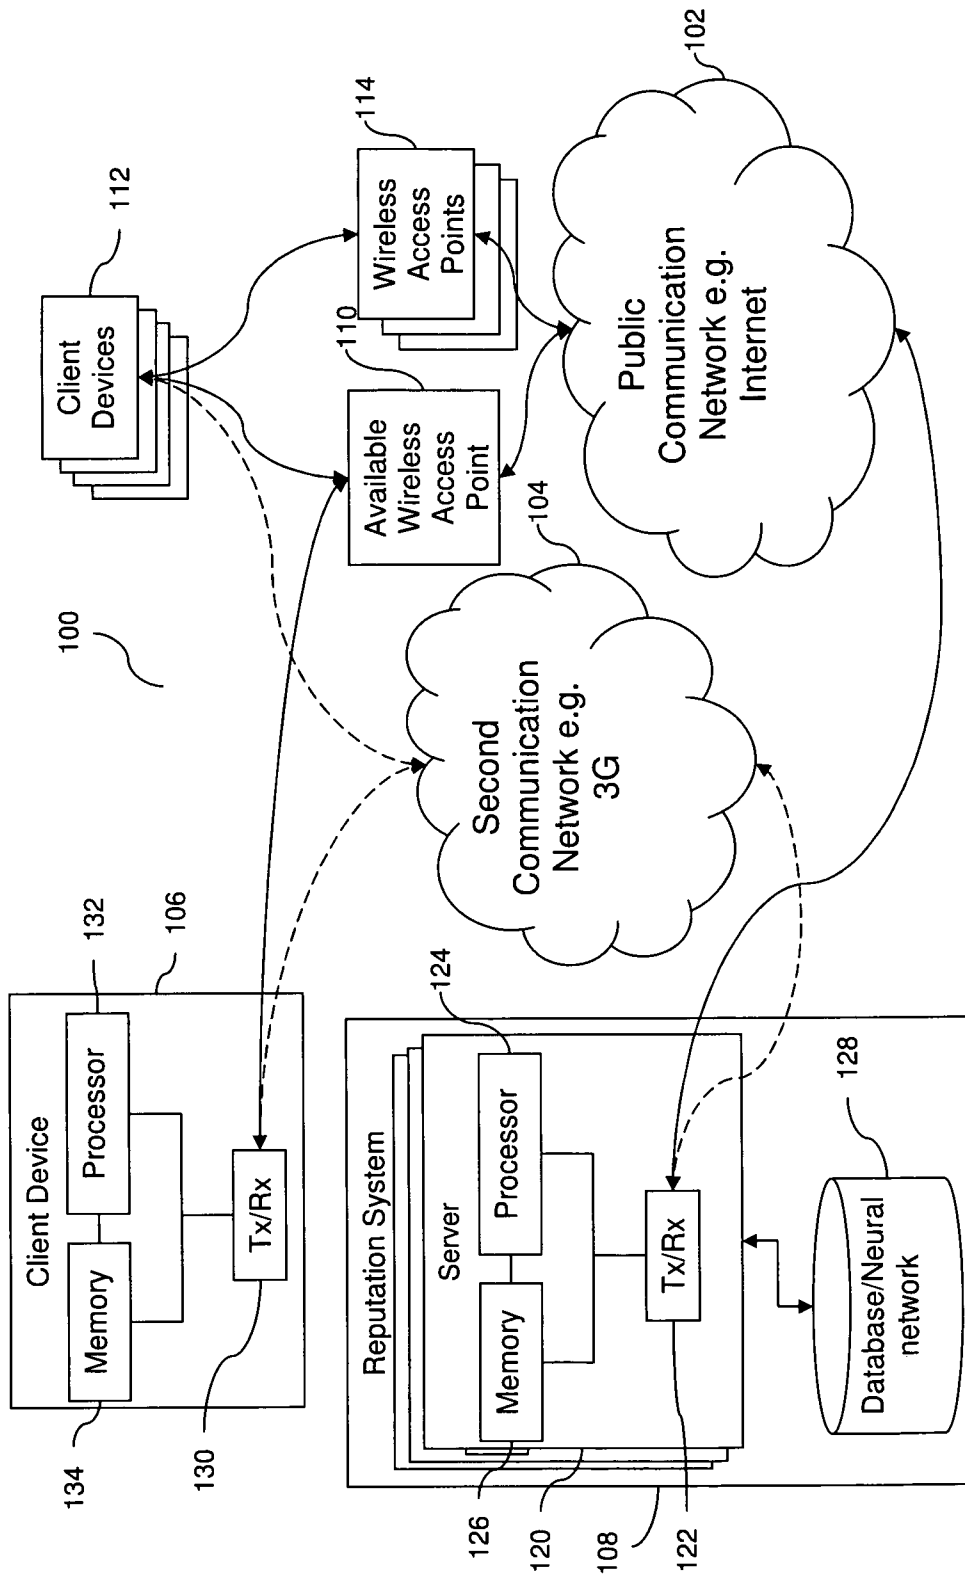 100
Client Device
Memory
Processor
Tx/Rx
134
130
132
106
Client
Devices
112
Available
Wireless
Access
Point
110
Wireless
Access
Points
114
Second
Communication
Network e.g.
3G
104
Public
Communication
Network e.g.
Internet
102
Reputation System
Server
Memory
Processor
Tx/Rx
126
120
108
122
124
Database/Neural
network
128